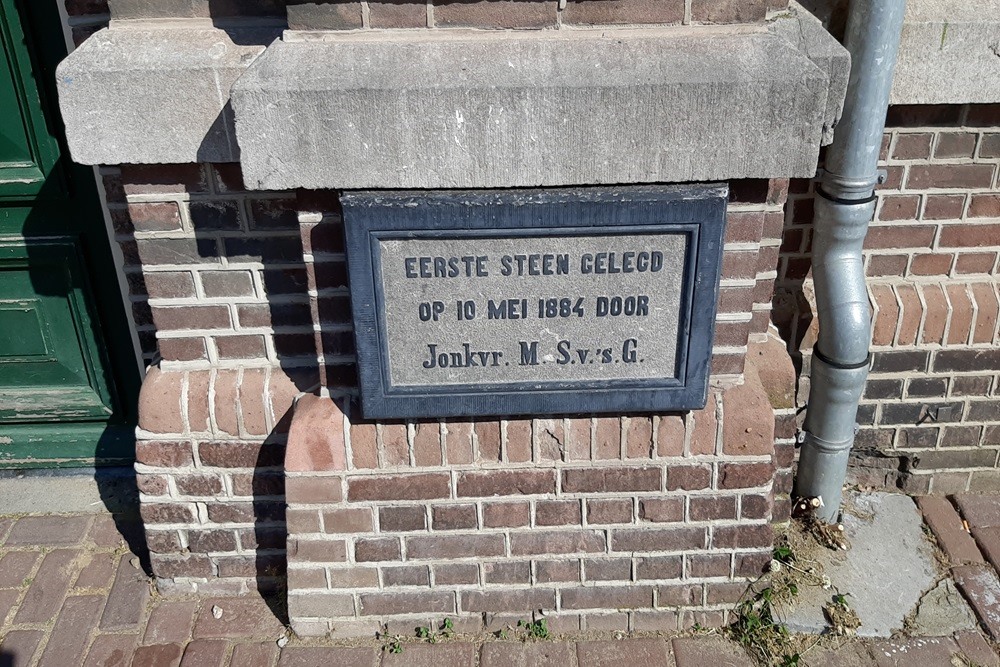 EERSTE STEEN GELEGD
OP 10 MEI 1884 DOOR
Jonkvr. M. S.v.'s.G.